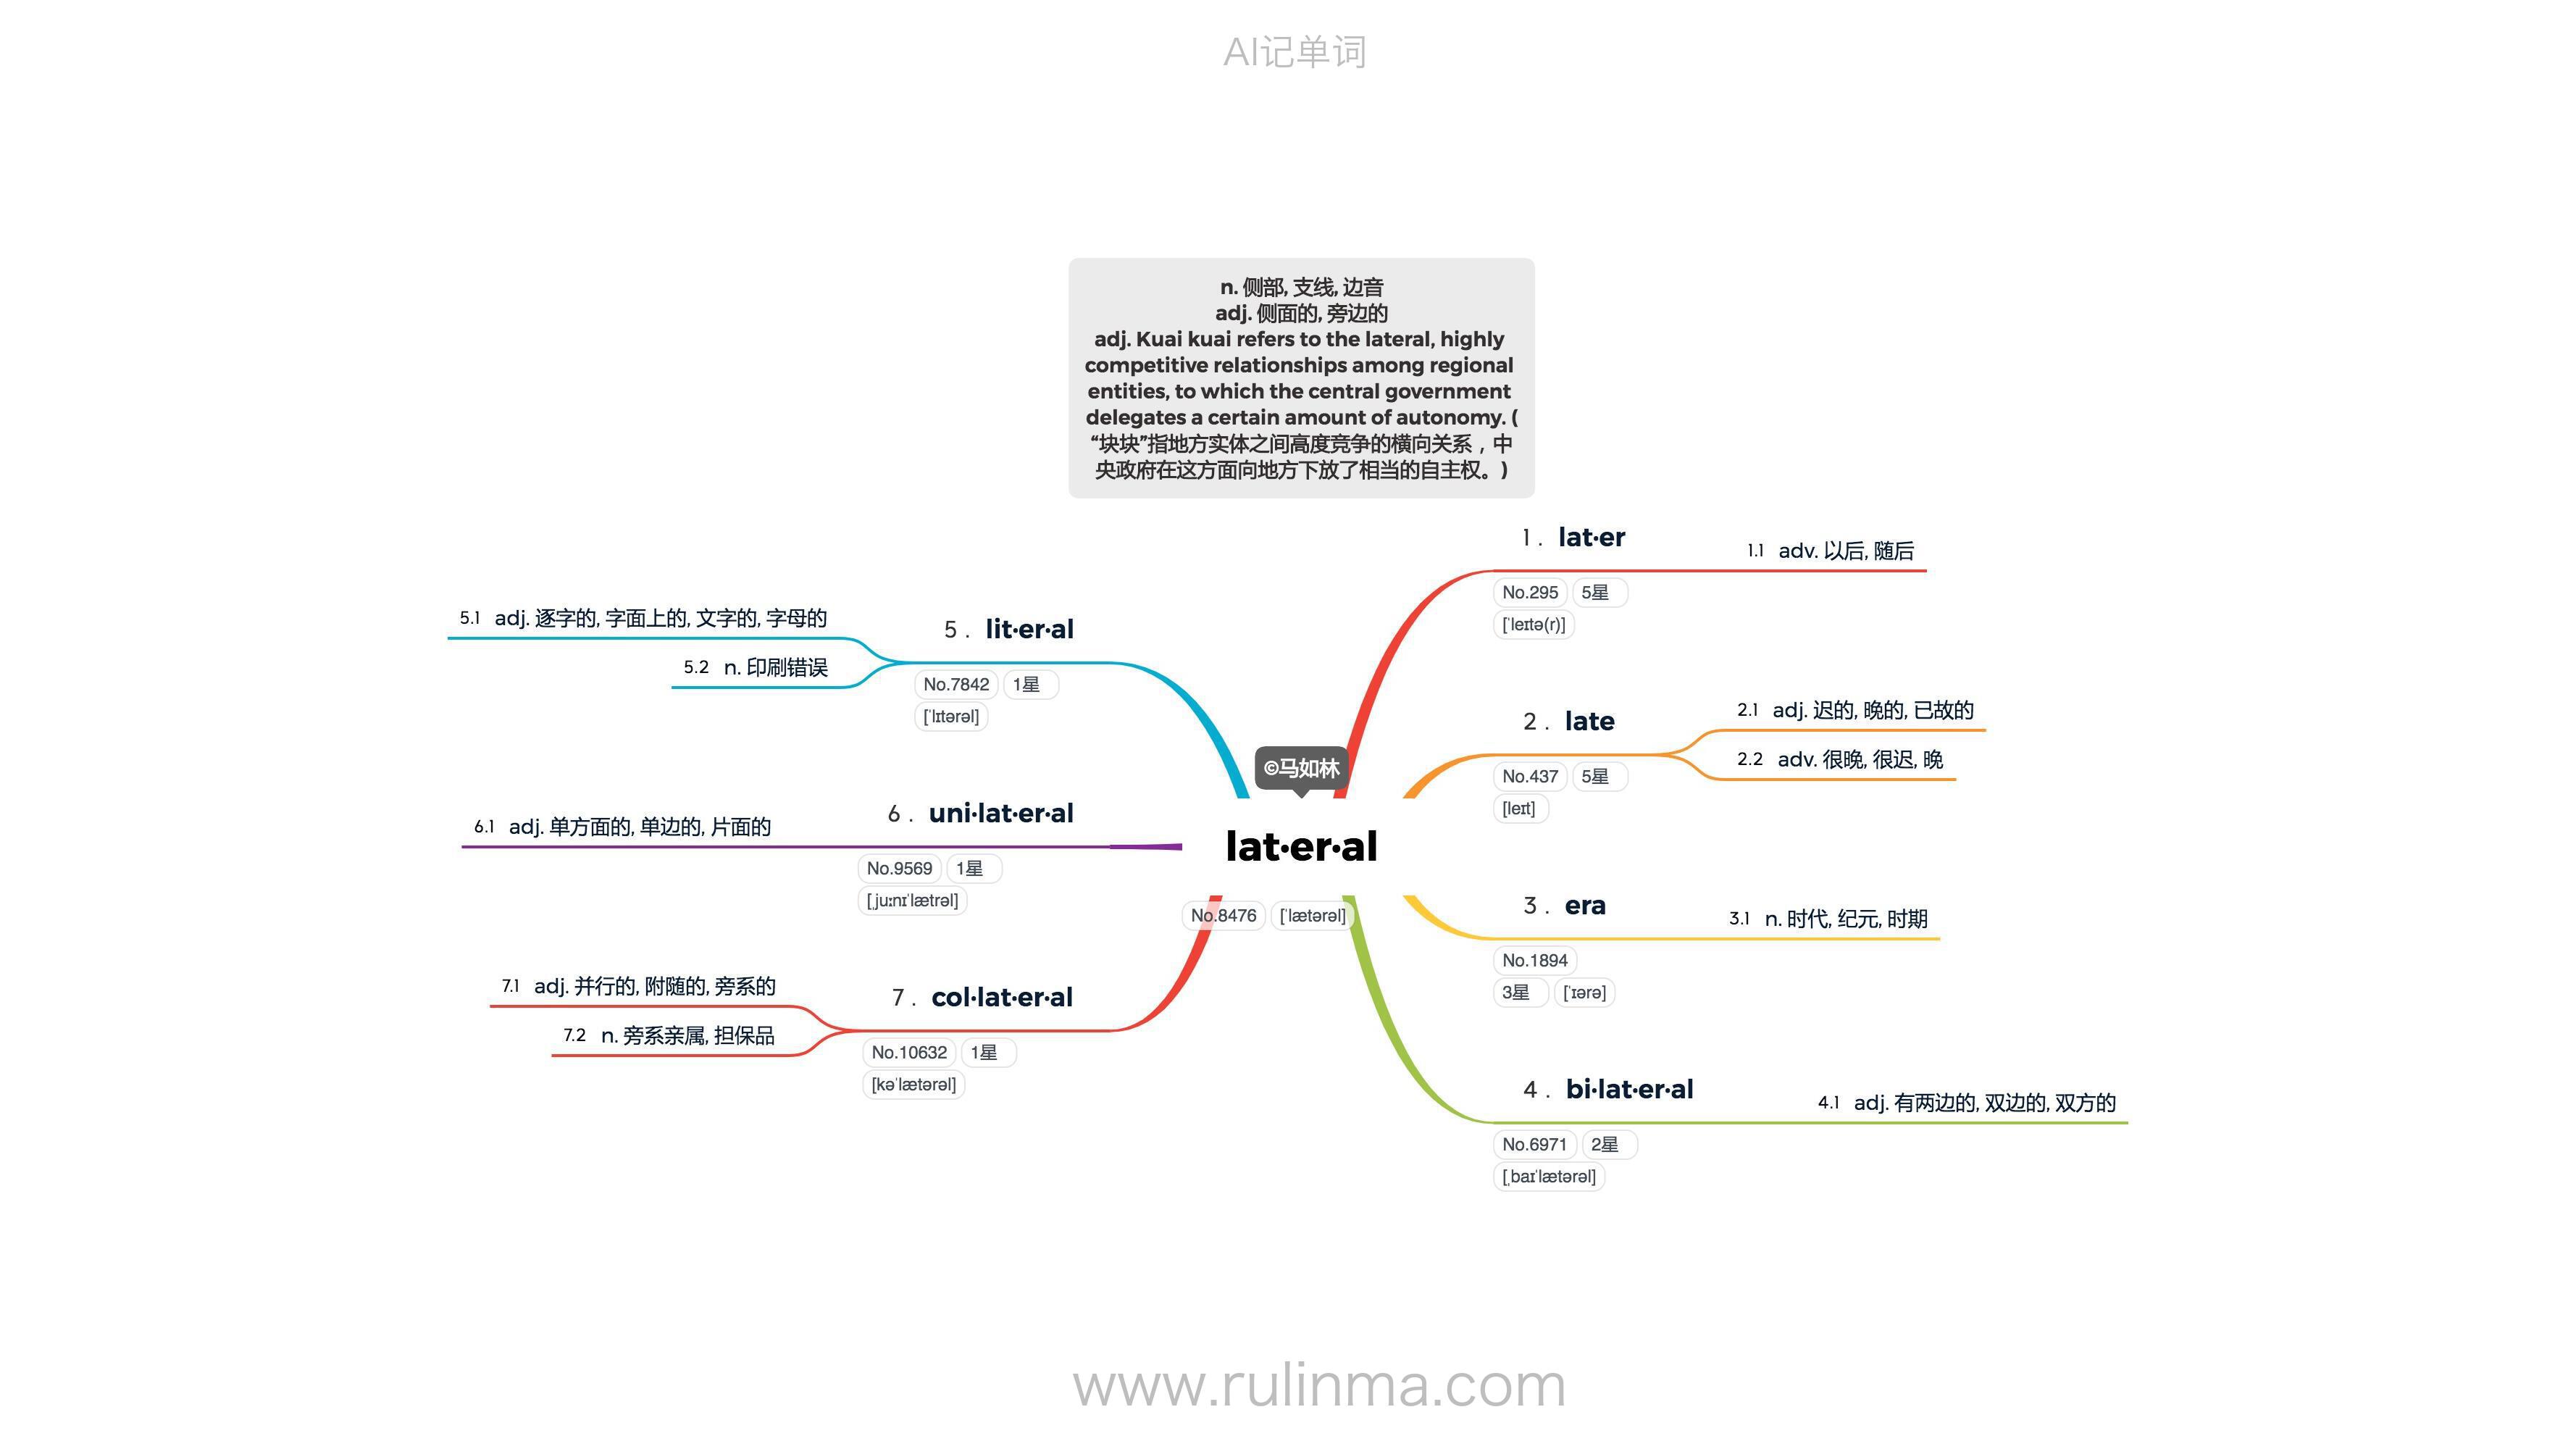 AI记单词
n. 侧部, 支线, 边音
adj. 侧面的, 旁边的
adj. Kuai kuai refers to the lateral, highly
competitive relationships among regional
entities, to which the central government
delegates a certain amount of autonomy. (
“块块”指地方实体之间高度竞争的横向关系，中
央政府在这方面向地方下放了相当的自主权。)
©马如林
lat·er·al
No.8476 [ˈlætərəl]
1. lat·er
No.295 5星
[ˈleɪtə(r)]
1.1 adv. 以后, 随后
2. late
No.437 5星
[leɪt]
2.1 adj. 迟的, 晚的, 已故的
2.2 adv. 很晚, 很迟, 晚
3. era
No.1894
3星 [ˈɪərə]
3.1 n. 时代, 纪元, 时期
4. bi·lat·er·al
No.6971 2星
[ˌbaɪˈlætərəl]
4.1 adj. 有两边的, 双边的, 双方的
5. lit·er·al
No.7842 1星
[ˈlɪtərəl]
5.1 adj. 逐字的, 字面上的, 文字的, 字母的
5.2 n. 印刷错误
6. uni·lat·er·al
No.9569 1星
[ˌjuːnɪˈlætrəl]
6.1 adj. 单方面的, 单边的, 片面的
7. col·lat·er·al
No.10632 1星
[kəˈlætərəl]
7.1 adj. 并行的, 附随的, 旁系的
7.2 n. 旁系亲属, 担保品
www.rulinma.com